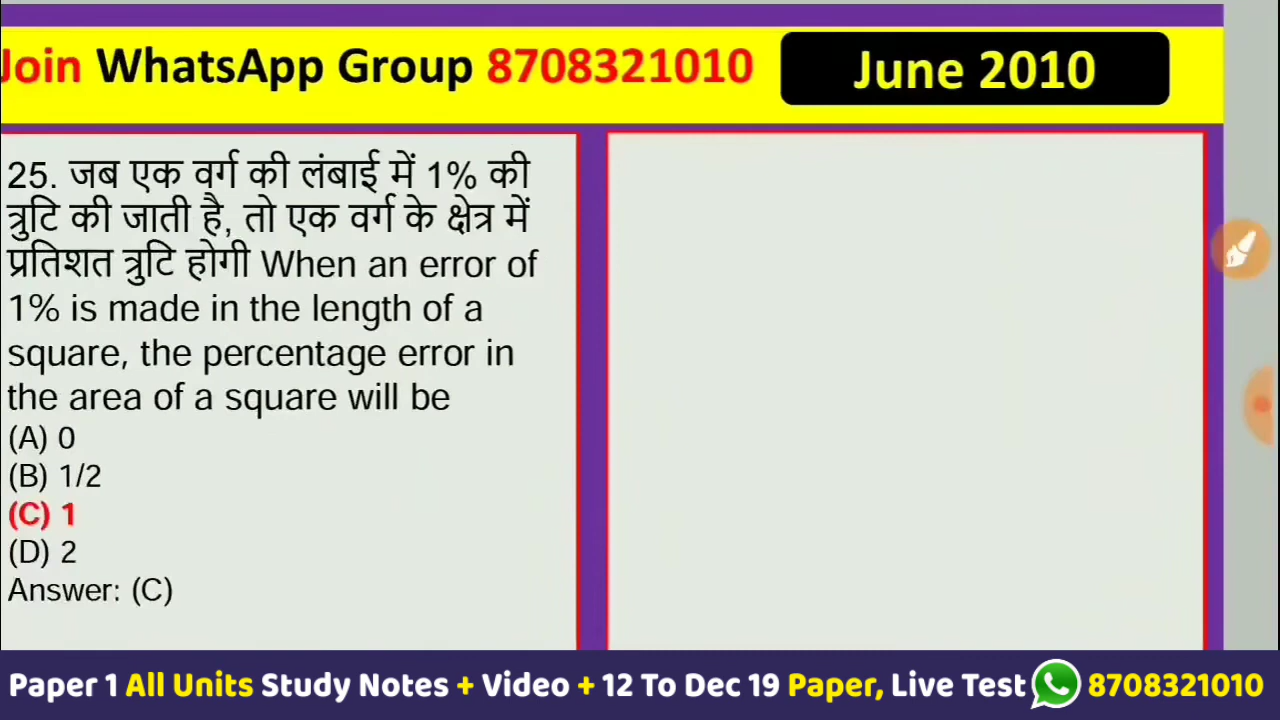 Join WhatsApp Group 8708321010
June 2010
25. जब एक वर्ग की लंबाई में 1% की
त्रुटि की जाती है, तो एक वर्ग के क्षेत्र में
प्रतिशत त्रुटि होगी When an error of
1% is made in the length of a
square, the percentage error in
the area of a square will be
(A) 0
(B) 1/2
(C) 1
(D) 2
Answer: (C)
Paper 1 All Units Study Notes + Video + 12 To Dec 19 Paper, Live Test 8708321010